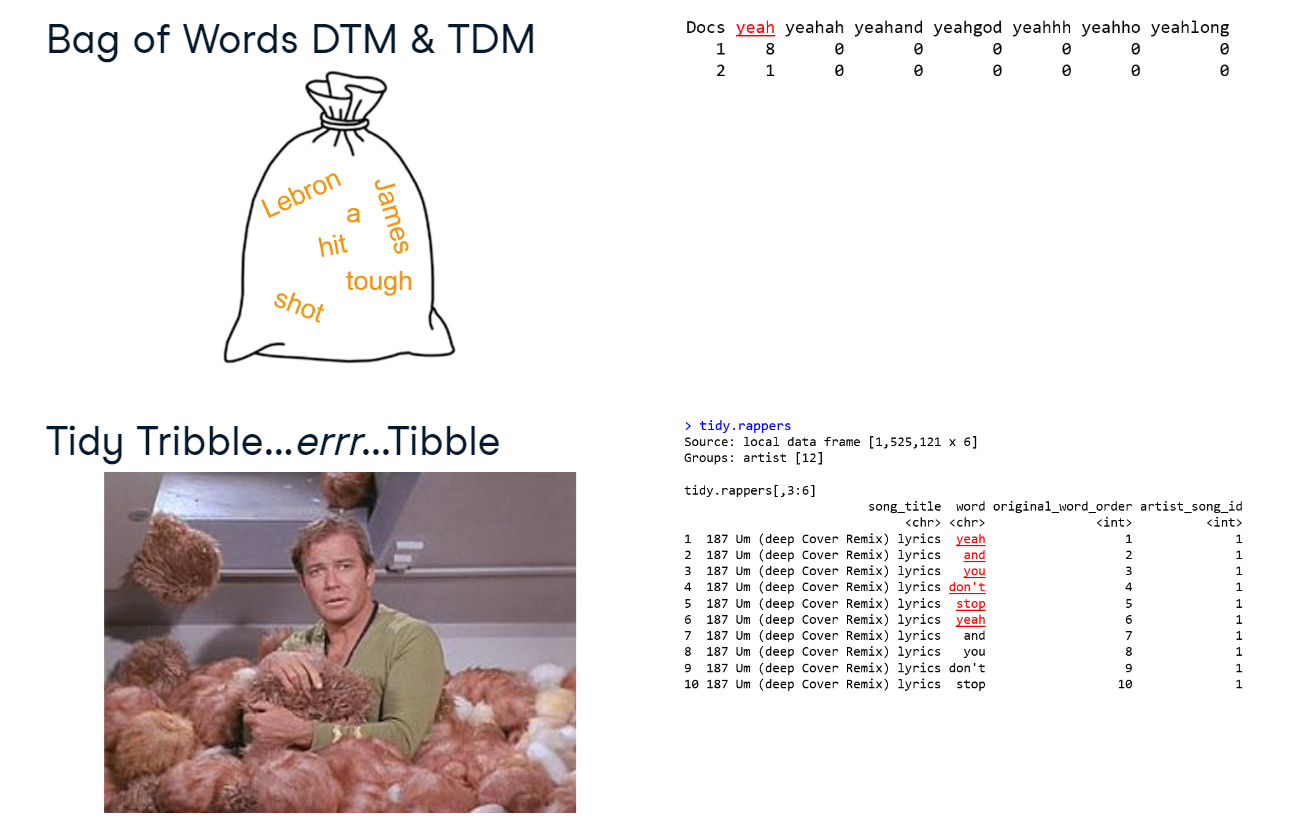 Bag of Words DTM & TDM
Lebron
James
a
hit
tough
shot
Docs yeah yeahah yeahand yeahgod yeahhh yeahho yeahlong
1 8 0 0 0 0 0 0
2 1 0 0 0 0 0 0
Tidy Tribble...errr...Tibble
> tidy.rappers
Source: local data frame [1,525,121 x 6]
Groups: artist [12]
tidy.rappers[,3:6]
song_title word original_word_order artist_song_id
<chr> <chr> <int> <int>
1 187 Um (deep Cover Remix) lyrics yeah 1 1
2 187 Um (deep Cover Remix) lyrics and 2 1
3 187 Um (deep Cover Remix) lyrics you 3 1
4 187 Um (deep Cover Remix) lyrics don't 4 1
5 187 Um (deep Cover Remix) lyrics stop 5 1
6 187 Um (deep Cover Remix) lyrics yeah 6 1
7 187 Um (deep Cover Remix) lyrics and 7 1
8 187 Um (deep Cover Remix) lyrics you 8 1
9 187 Um (deep Cover Remix) lyrics don't 9 1
10 187 Um (deep Cover Remix) lyrics stop 10 1